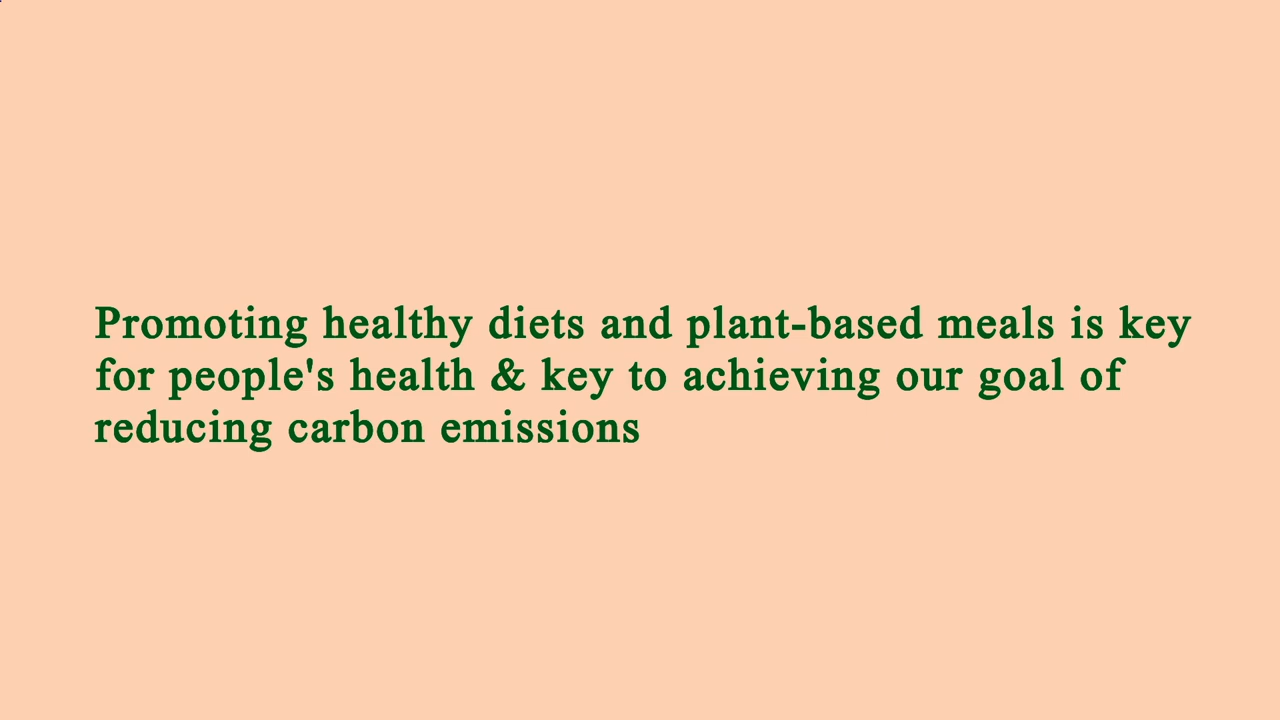 Promoting healthy diets and plant-based meals is key
for people's health & key to achieving our goal of
reducing carbon emissions